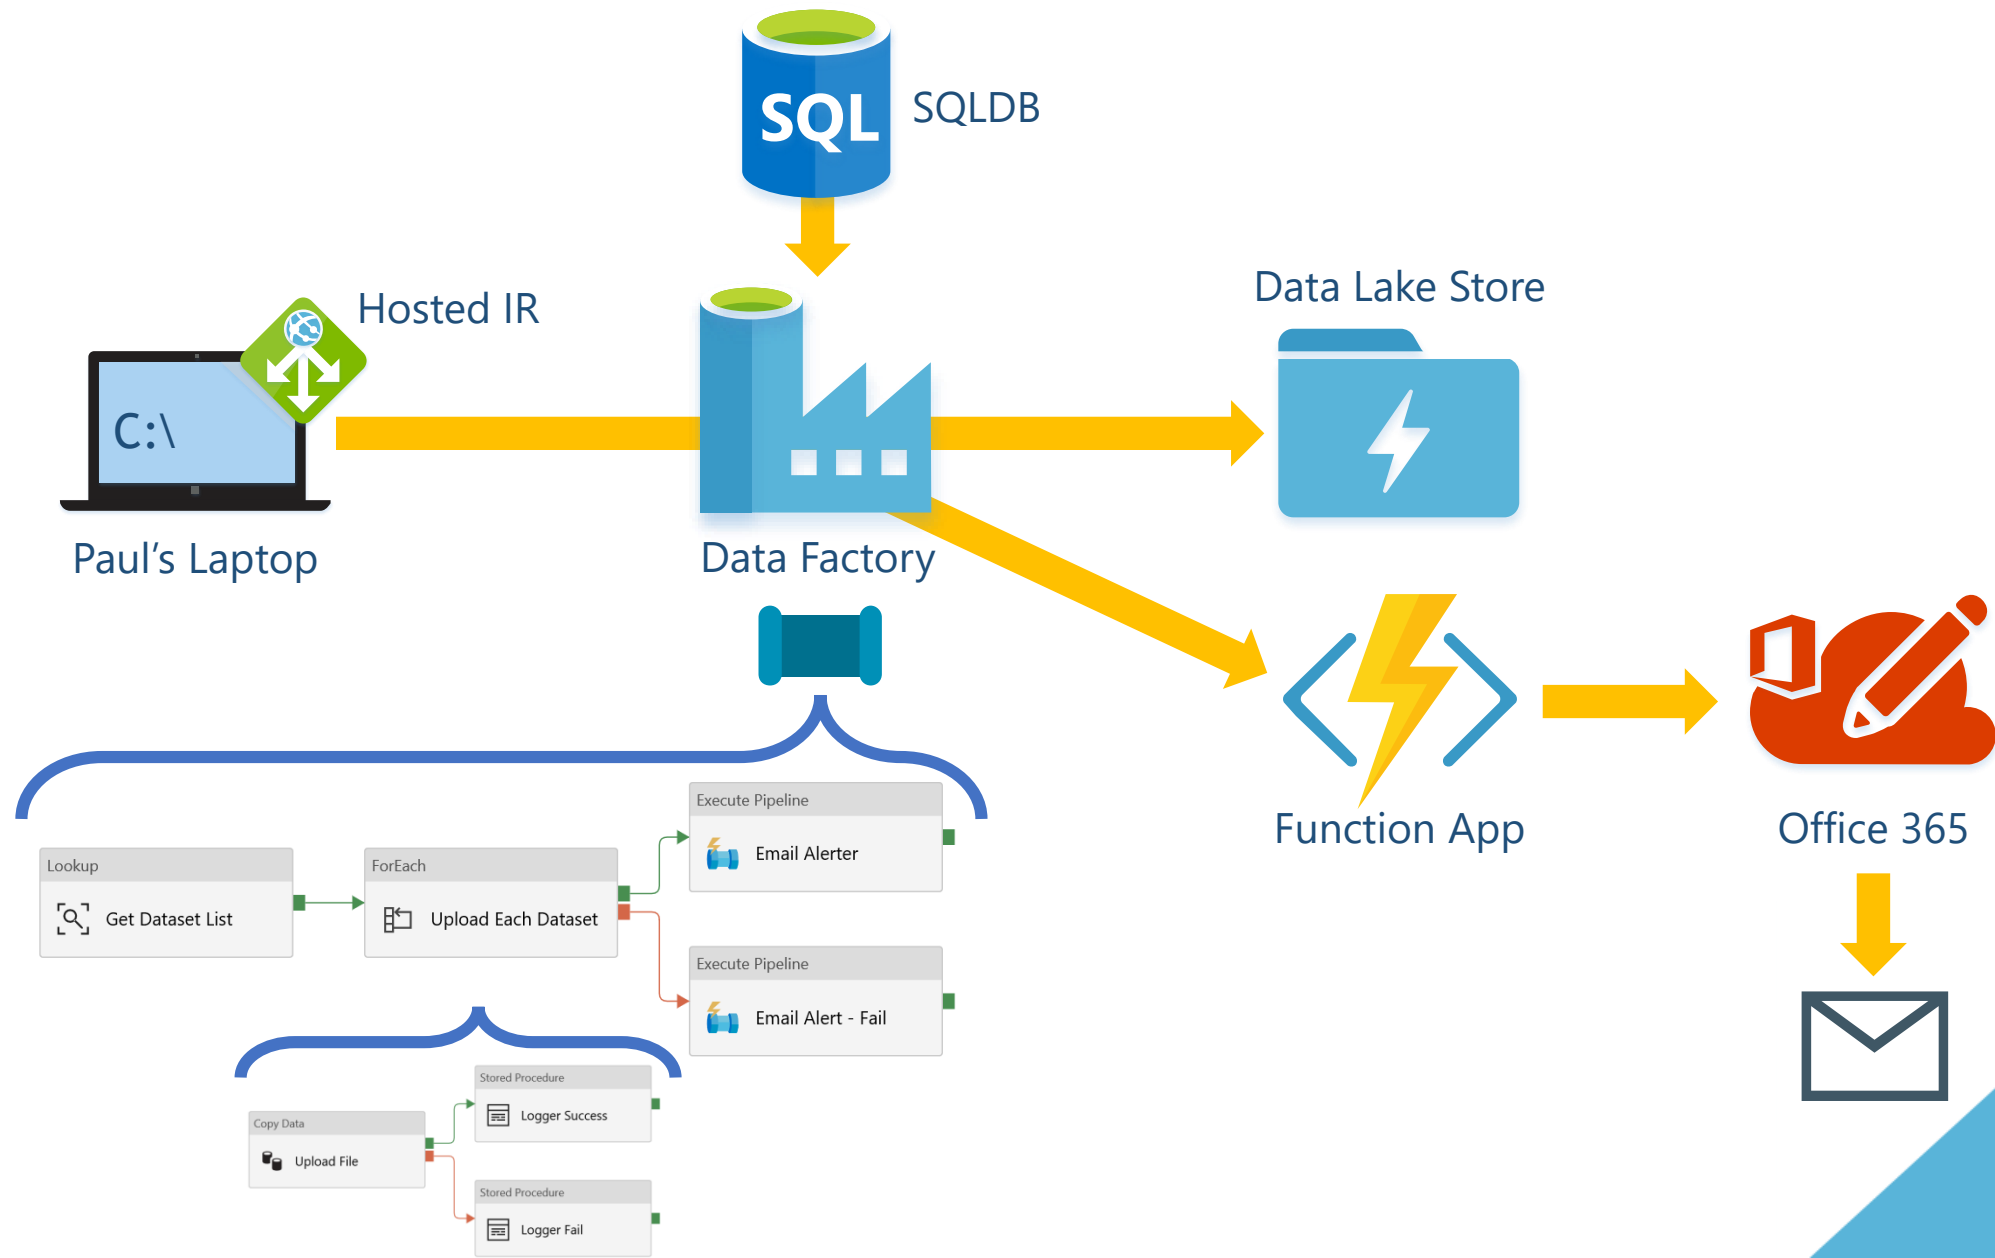 SQL
SQLDB
Hosted IR
C:\
Paul's Laptop
Data Factory
Data Lake Store
Function App
Office 365
Lookup
Get Dataset List
ForEach
Upload Each Dataset
Execute Pipeline
Email Alerter
Execute Pipeline
Email Alert - Fail
Copy Data
Upload File
Stored Procedure
Logger Success
Stored Procedure
Logger Fail